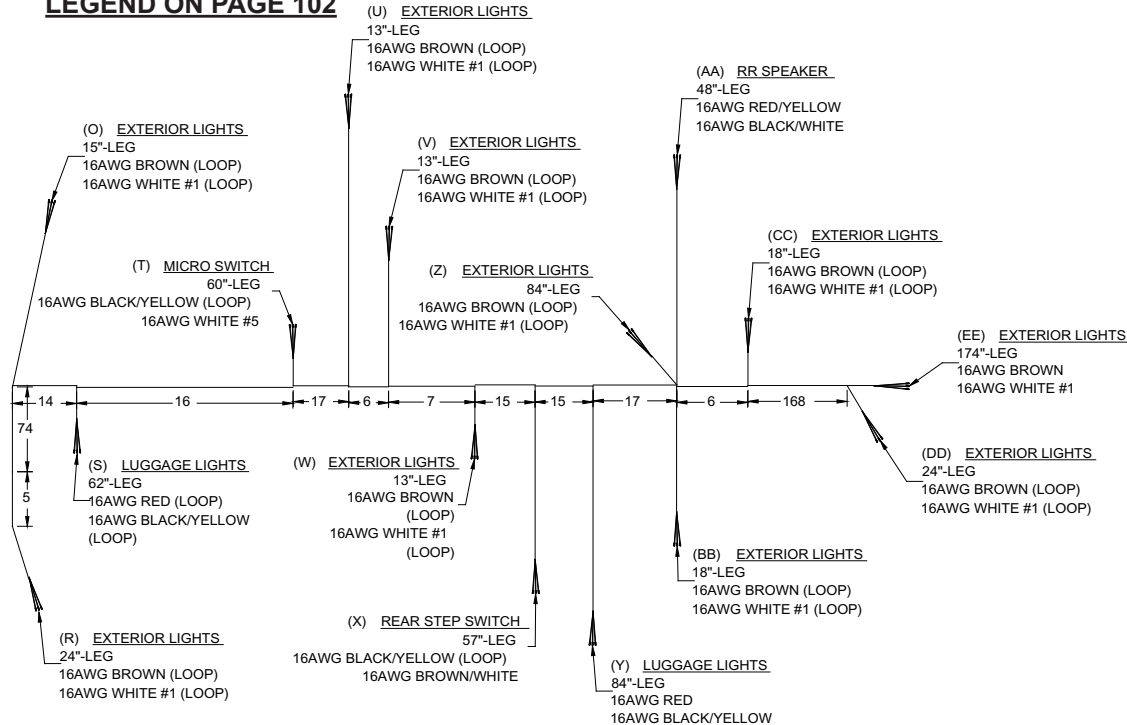 LEGEND ON PAGE 102
(U) EXTERIOR LIGHTS
13"-LEG
16AWG BROWN (LOOP)
16AWG WHITE #1 (LOOP)
(AA) RR SPEAKER
48"-LEG
16AWG RED/YELLOW
16AWG BLACK/WHITE
(O) EXTERIOR LIGHTS
15"-LEG
16AWG BROWN (LOOP)
16AWG WHITE #1 (LOOP)
(V) EXTERIOR LIGHTS
13"-LEG
16AWG BROWN (LOOP)
16AWG WHITE #1 (LOOP)
(CC) EXTERIOR LIGHTS
18"-LEG
16AWG BROWN (LOOP)
16AWG WHITE #1 (LOOP)
(T) MICRO SWITCH
60"-LEG
16AWG BLACK/YELLOW (LOOP)
16AWG WHITE #5
(Z) EXTERIOR LIGHTS
84"-LEG
16AWG BROWN (LOOP)
16AWG WHITE #1 (LOOP)
(EE) EXTERIOR LIGHTS
174"-LEG
16AWG BROWN
16AWG WHITE #1
14 16 17 6 7 15 15 17 6 168
74
5
(S) LUGGAGE LIGHTS
62"-LEG
16AWG RED (LOOP)
16AWG BLACK/YELLOW
(LOOP)
(W) EXTERIOR LIGHTS
13"-LEG
16AWG BROWN
(LOOP)
16AWG WHITE #1
(LOOP)
(DD) EXTERIOR LIGHTS
24"-LEG
16AWG BROWN (LOOP)
16AWG WHITE #1 (LOOP)
(BB) EXTERIOR LIGHTS
18"-LEG
16AWG BROWN (LOOP)
16AWG WHITE #1 (LOOP)
(R) EXTERIOR LIGHTS
24"-LEG
16AWG BROWN (LOOP)
16AWG WHITE #1 (LOOP)
(X) REAR STEP SWITCH
57"-LEG
16AWG BLACK/YELLOW (LOOP)
16AWG BROWN/WHITE
(Y) LUGGAGE LIGHTS
84"-LEG
16AWG RED
16AWG BLACK/YELLOW